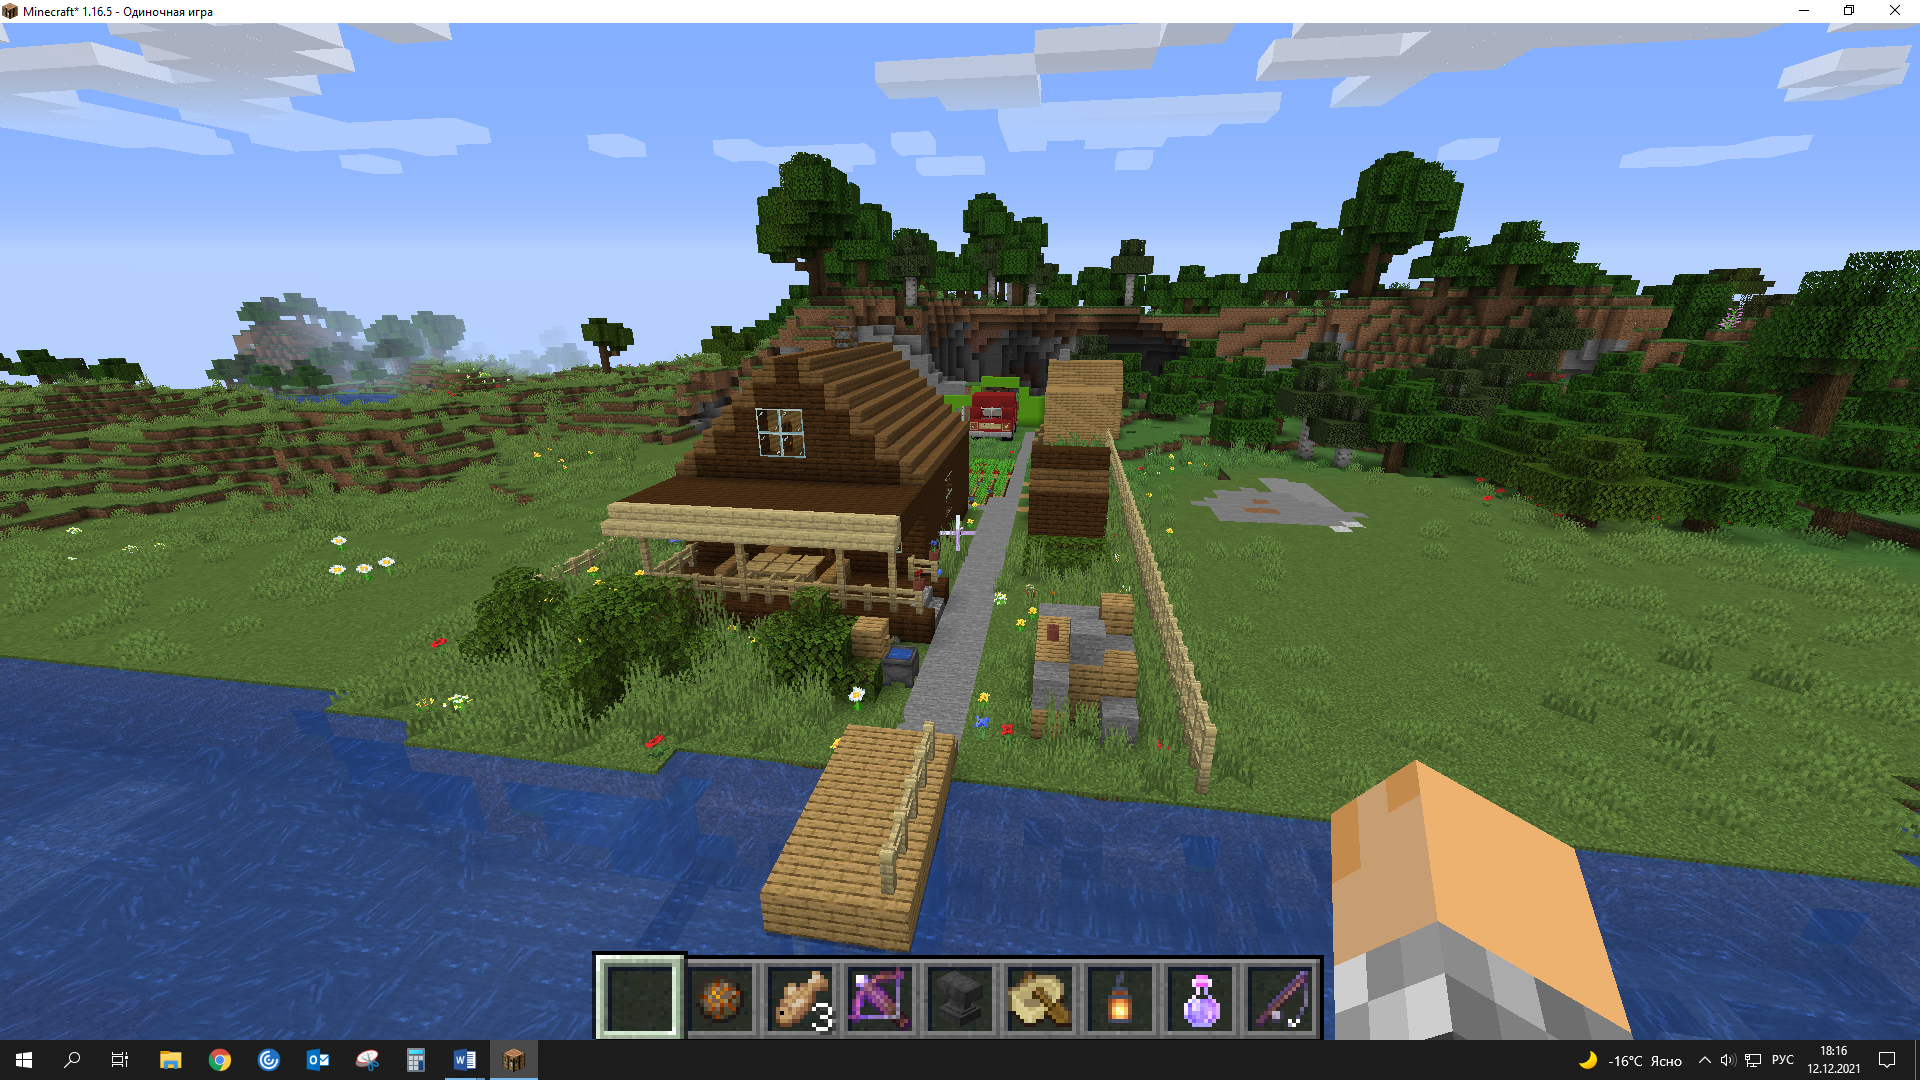 Minecraft* 1.16.5 - Одиночная игра
3
-16°C Ясно
РУС
18:16
12.12.2021